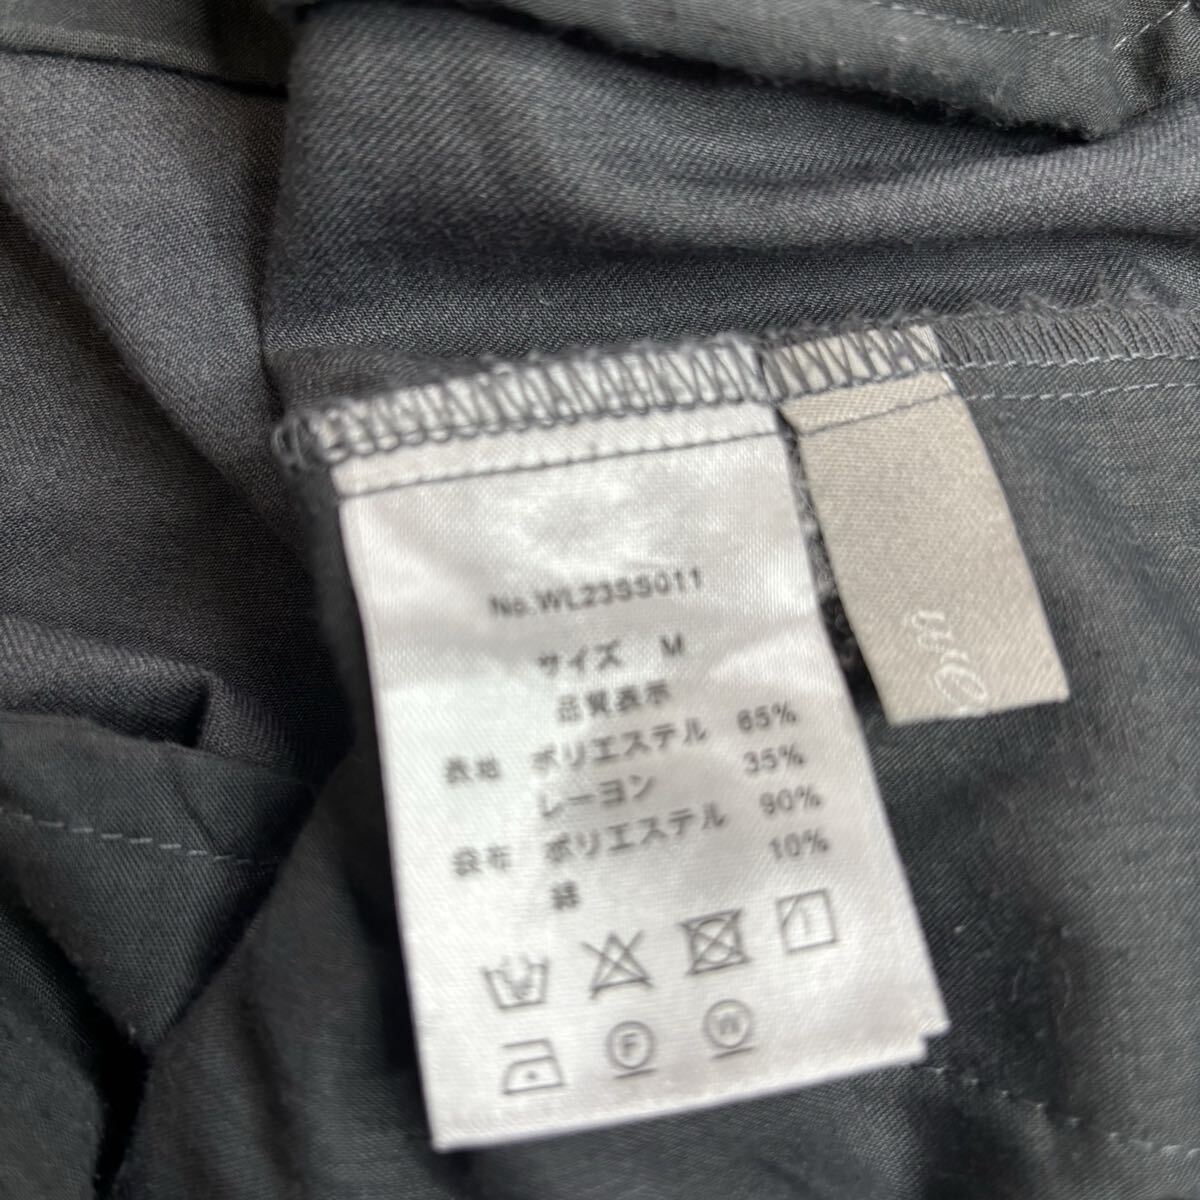 No.WL23SS011
サイズ M
品質表示
表地 ポリエステル 65%
レーヨン 35%
袋布 ポリエステル 90%
綿 10%
F W